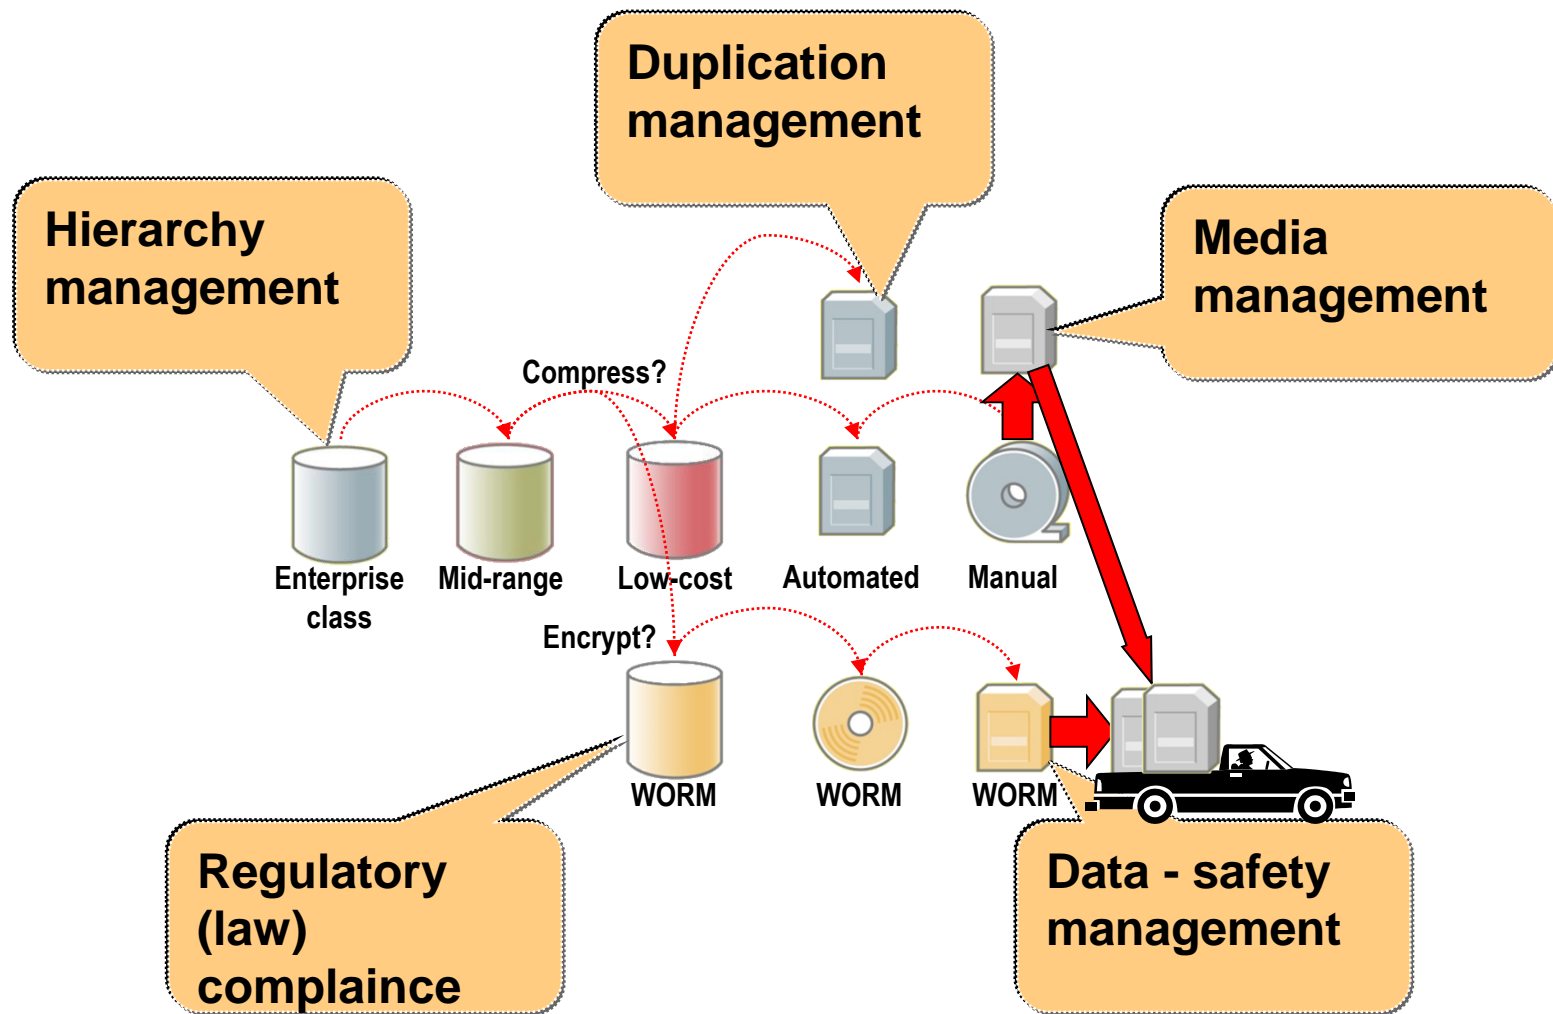 Duplication
management
Hierarchy
management
Media
management
Compress?
Enterprise
class
Mid-range
Low-cost
Automated
Manual
Encrypt?
WORM
WORM
WORM
Regulatory
(law)
complaince
Data - safety
management